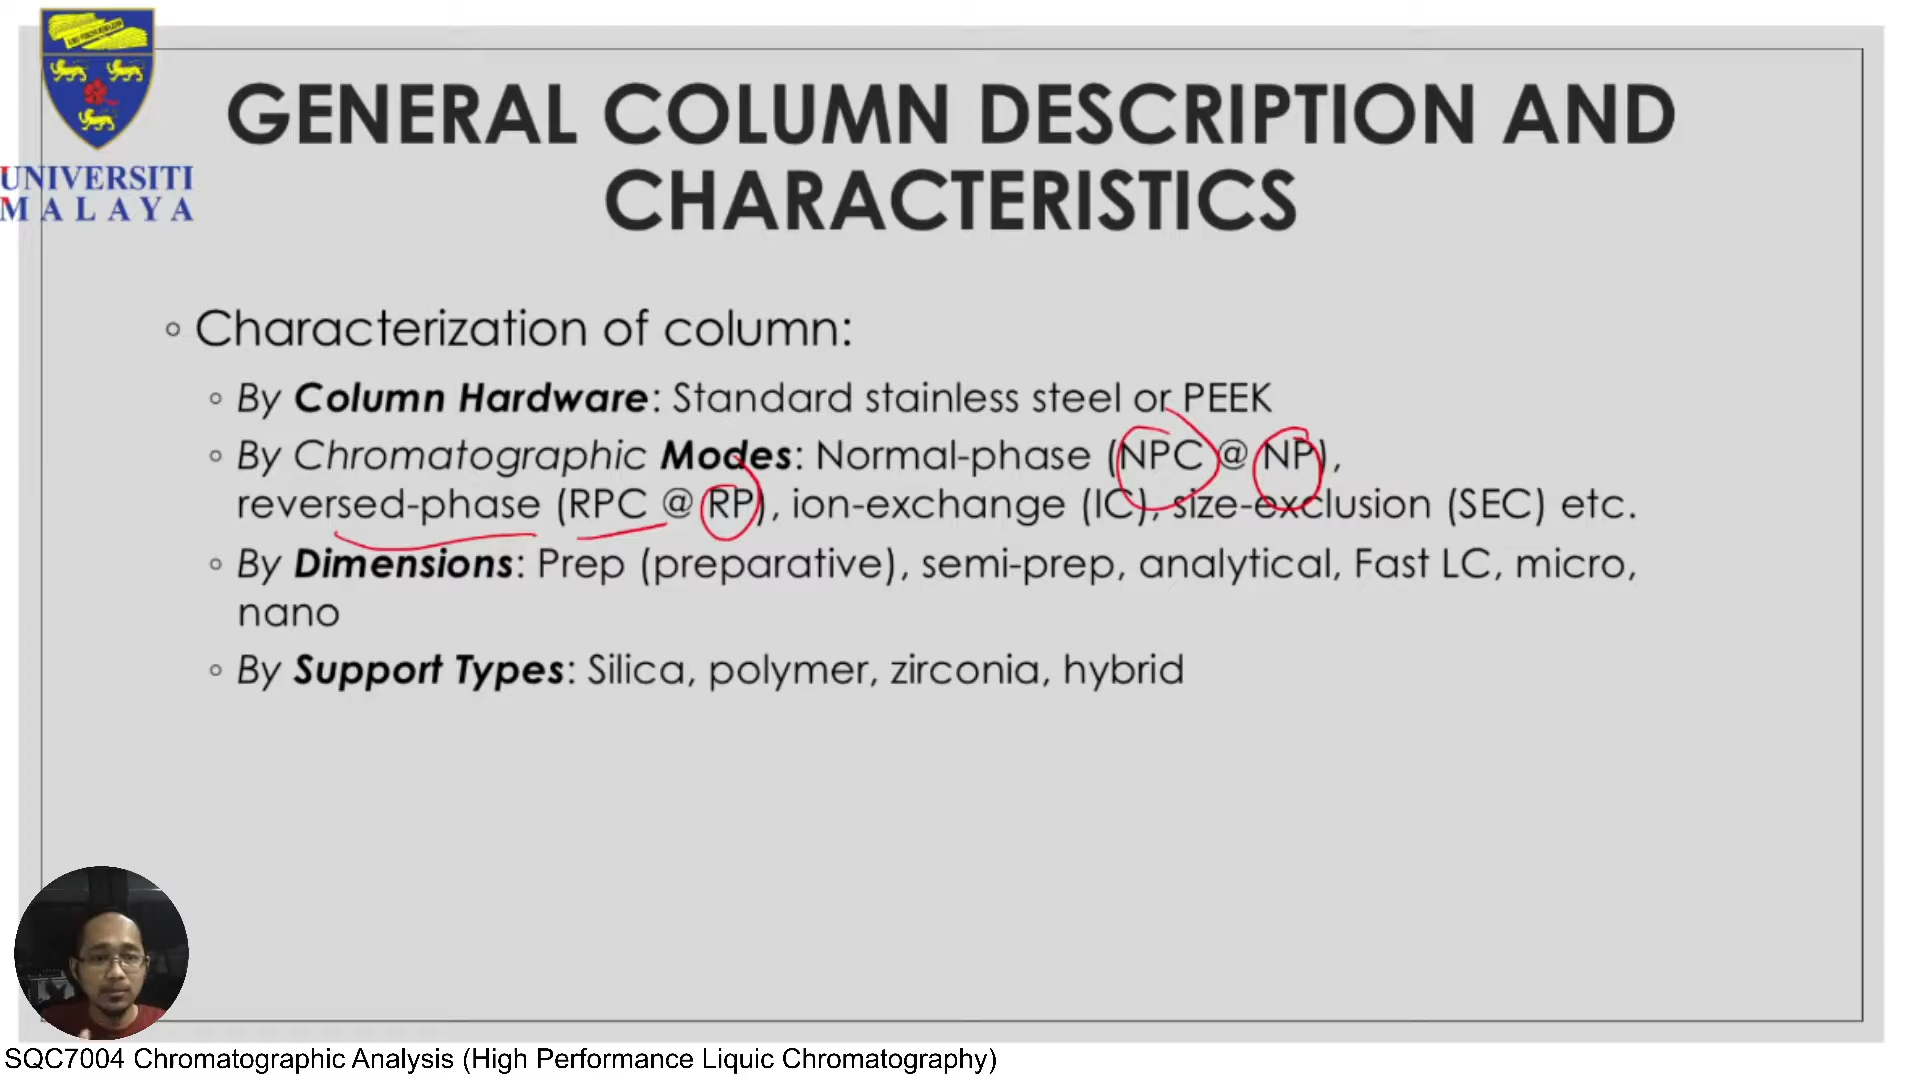 UNIVERSITI
MALAYA
GENERAL COLUMN DESCRIPTION AND
CHARACTERISTICS
◦ Characterization of column:
◦ By Column Hardware: Standard stainless steel or PEEK
◦ By Chromatographic Modes: Normal-phase (NPC @ NP),
reversed-phase (RPC @ RP), ion-exchange (IC), size-exclusion (SEC) etc.
◦ By Dimensions: Prep (preparative), semi-prep, analytical, Fast LC, micro,
nano
◦ By Support Types: Silica, polymer, zirconia, hybrid
SQC7004 Chromatographic Analysis (High Performance Liquic Chromatography)